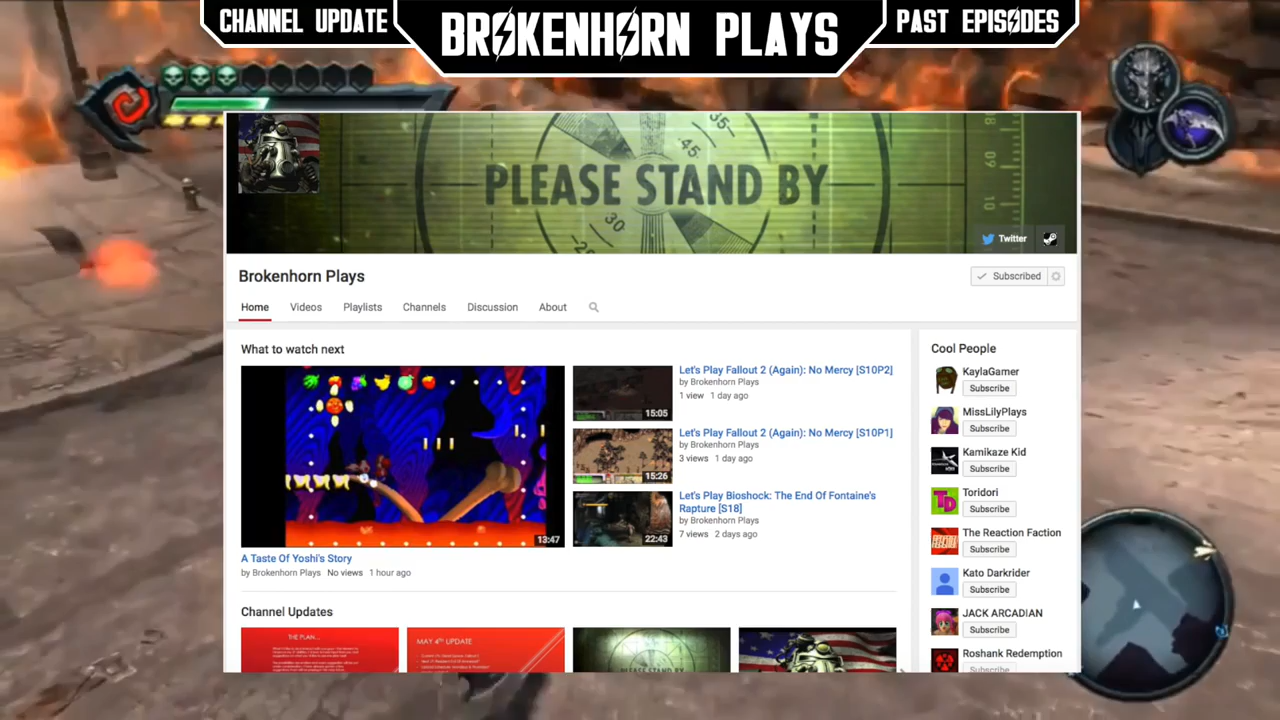 CHANNEL UPDATE
BROKENHORN PLAYS
PAST EPISODES
35
45
PLEASE STAND BY
30
-20
Twitter
Brokenhorn Plays
Subscribed
Home Videos Playlists Channels Discussion About
What to watch next
Let's Play Fallout 2 (Again): No Mercy [S10P2]
by Brokenhorn Plays
1 view 1 day ago
15:05
Let's Play Fallout 2 (Again): No Mercy [S10P1]
by Brokenhorn Plays
3 views 1 day ago
15:26
Let's Play Bioshock: The End Of Fontaine's
Rapture [S18]
by Brokenhorn Plays
7 views 2 days ago
22:43
13:47
A Taste Of Yoshi's Story
by Brokenhorn Plays No views 1 hour ago
Channel Updates
THE PLAN...
MAY 4TH UPDATE
Cool People
KaylaGamer
Subscribe
MissLilyPlays
Subscribe
Kamikaze Kid
Subscribe
Toridori
Subscribe
TD
The Reaction Faction
Subscribe
Kato Darkrider
Subscribe
JACK ARCADIAN
Subscribe
Roshank Redemption
Subscribe